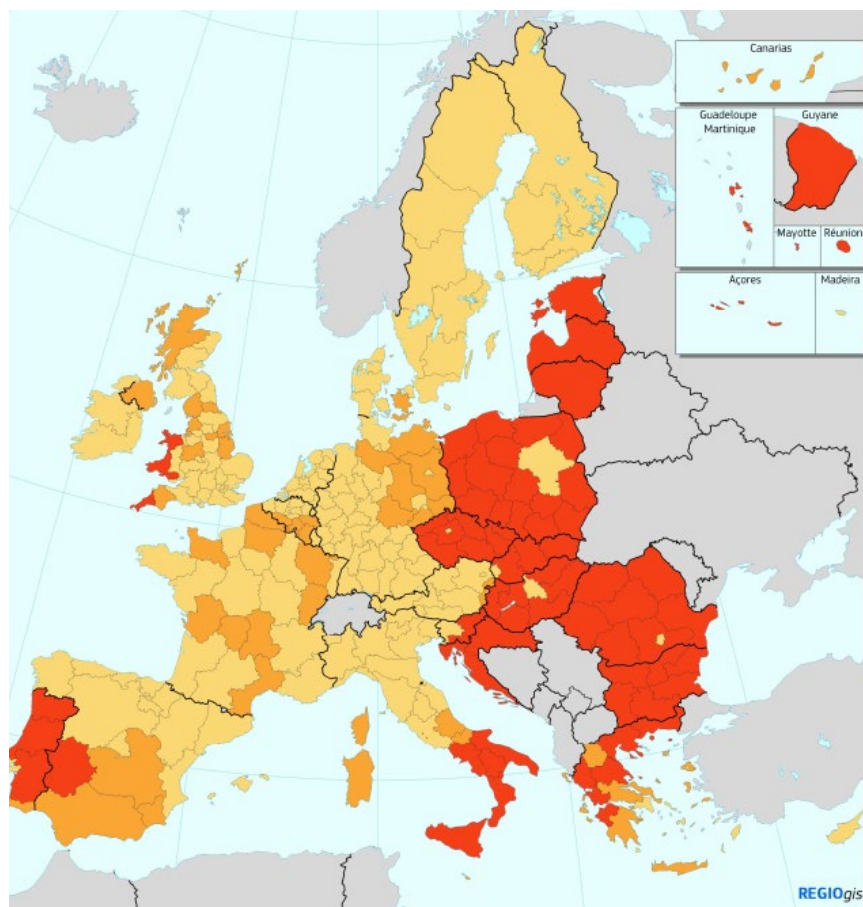 Canarias
Guadeloupe
Martinique
Guyane
Mayotte
Réunion
Açores
Madeira
REGIOgis